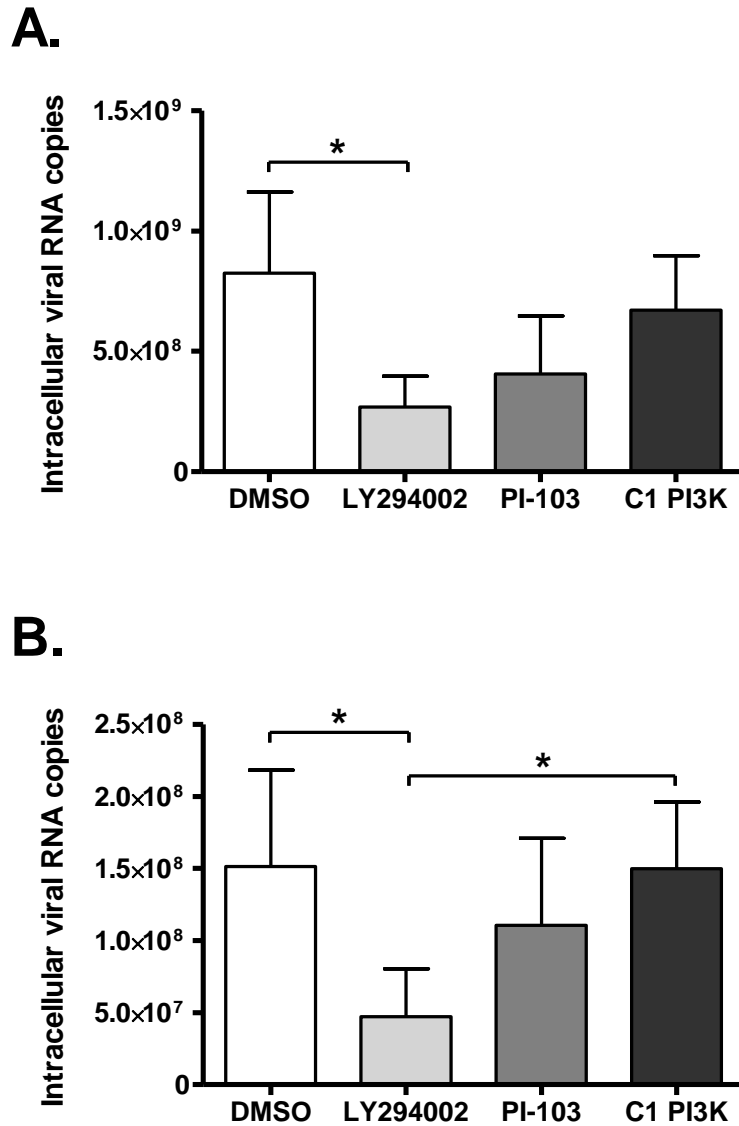 A.
Intracellular viral RNA copies
1.5×10⁹
1.0×10⁹
5.0×10⁸
0
*
DMSO LY294002 PI-103 C1 PI3K
B.
Intracellular viral RNA copies
2.5×10⁸
2.0×10⁸
1.5×10⁸
1.0×10⁸
5.0×10⁷
0
*
*
DMSO LY294002 PI-103 C1 PI3K